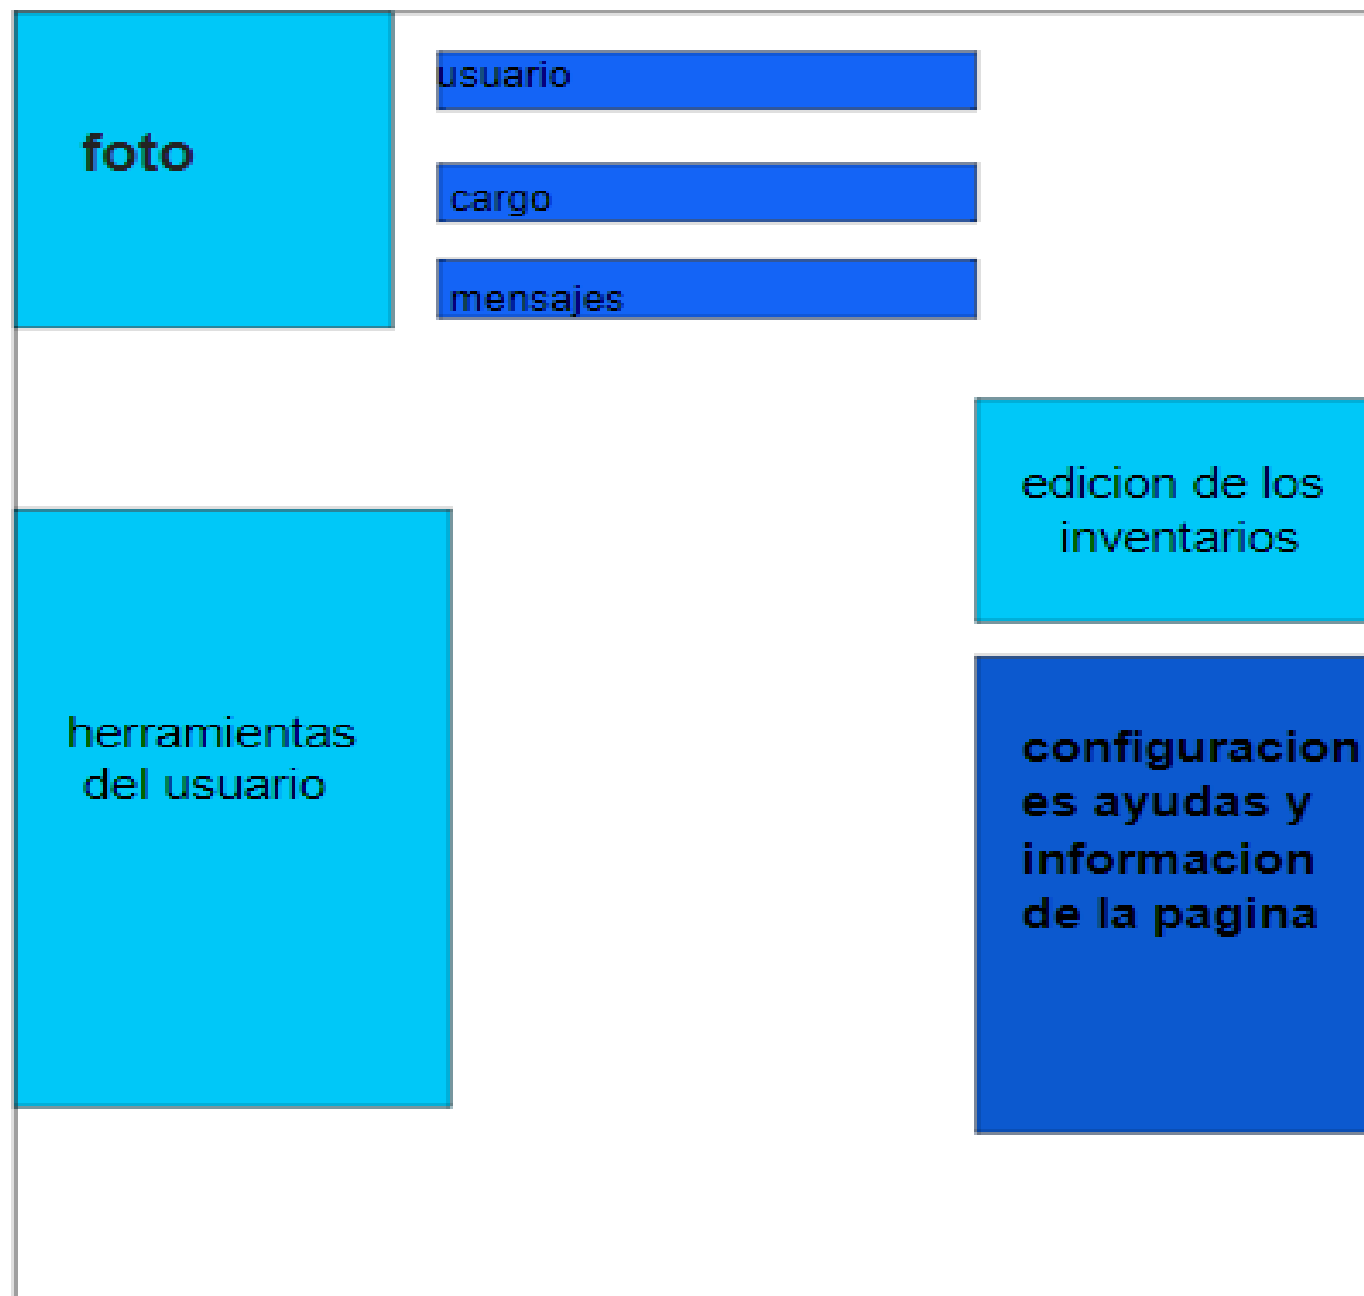 foto
usuario
cargo
mensajes
edicion de los
inventarios
herramientas
del usuario
configuracion
es ayudas y
informacion
de la pagina